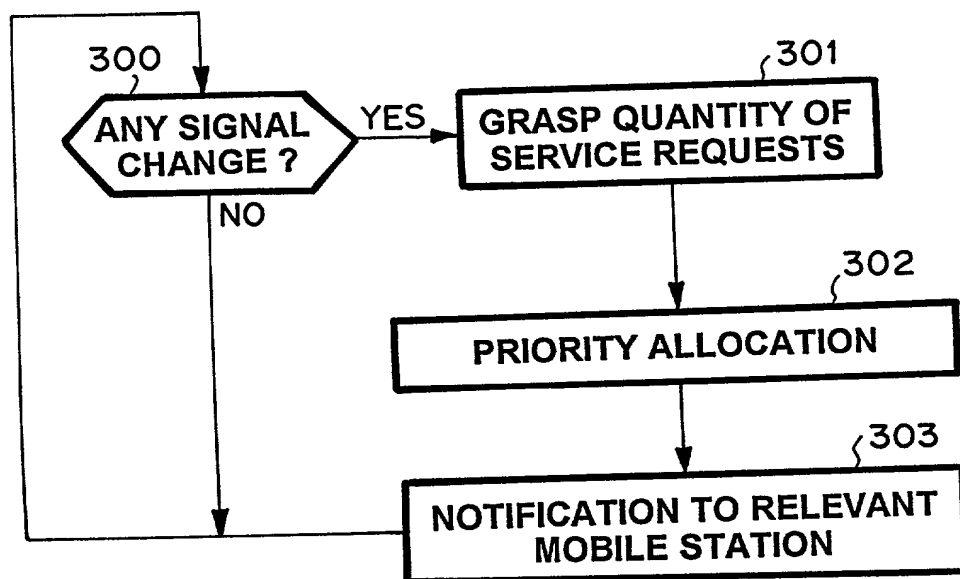 300
ANY SIGNAL
CHANGE ?
YES
NO
301
GRASP QUANTITY OF
SERVICE REQUESTS
302
PRIORITY ALLOCATION
303
NOTIFICATION TO RELEVANT
MOBILE STATION